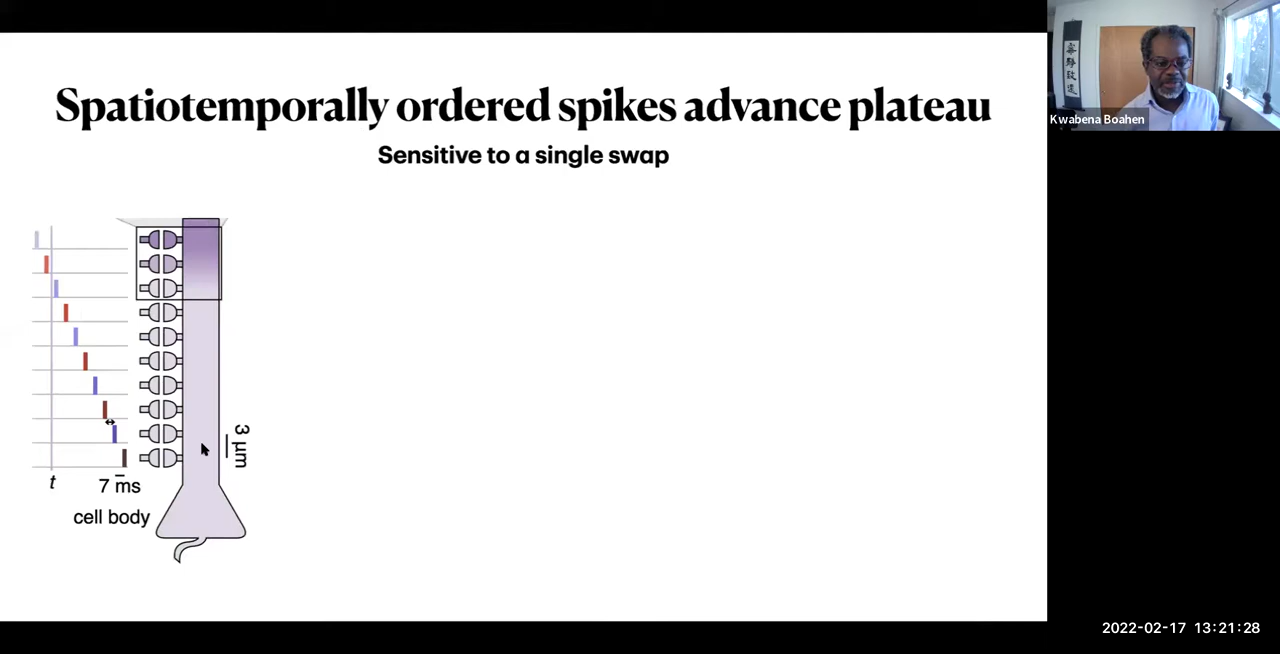 Spatiotemporally ordered spikes advance plateau
Sensitive to a single swap
3 μm
t
7 ms
cell body
Kwabena Boahen
2022-02-17 13:21:28